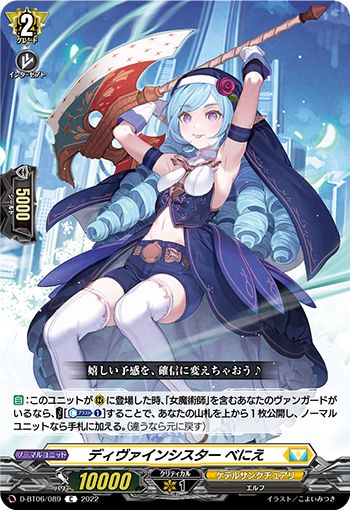 2
グレード
インターセプト
5000
シールド
嬉しい予感を、確信に変えちゃおう♪
自:このユニットがRに登場した時、「女魔術師」を含むあなたのヴァンガードが
いるなら、【コスト】[1]することで、あなたの山札を上から1枚公開し、ノーマル
ユニットなら手札に加える。(違うなら元に戻す)
ノーマルユニット
ディヴァインシスター べにえ
パワー
10000
クリティカル
1
ケテルサンクチュアリ
エルフ
D-BT06/089 C 2022
イラスト/こよいみつき